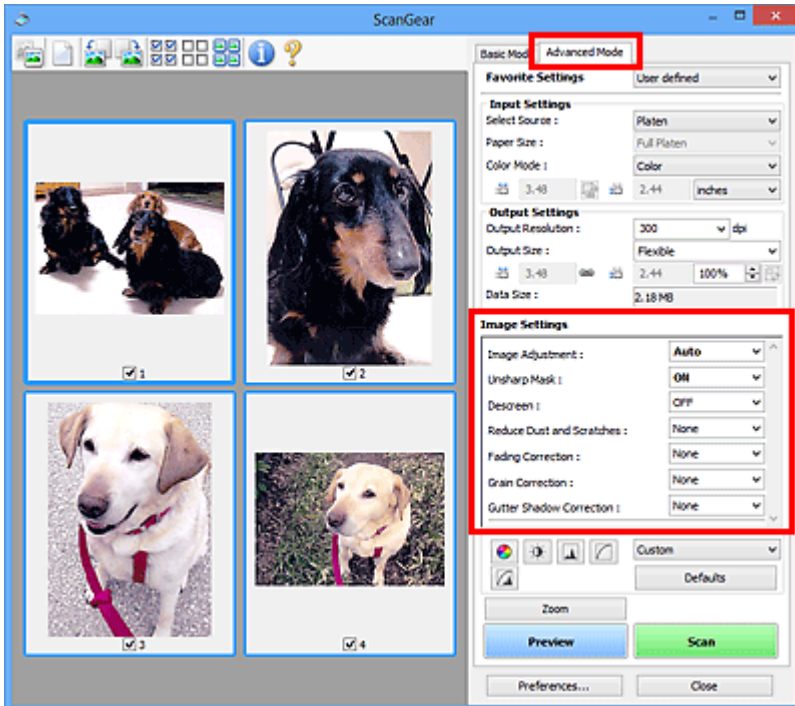 ScanGear
Basic Mode Advanced Mode
Favorite Settings User defined
Input Settings
Select Source : Platen
Paper Size : Full Platen
Color Mode : Color
3.48 2.44 inches
Output Settings
Output Resolution : 300 dpi
Output Size : Flexible
3.48 2.44 100%
Data Size : 2.18 MB
Image Settings
Image Adjustment : Auto
Unsharp Mask : ON
Descreen : OFF
Reduce Dust and Scratches : None
Fading Correction : None
Grain Correction : None
Gutter Shadow Correction : None
Custom
Defaults
Zoom
Preview Scan
Preferences... Close
1
2
3
4